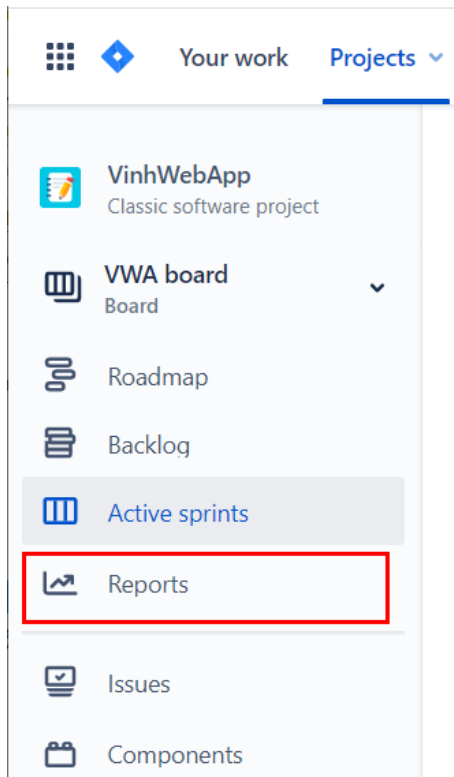 Your work Projects
VinhWebApp
Classic software project
VWA board
Board
Roadmap
Backlog
Active sprints
Reports
Issues
Components